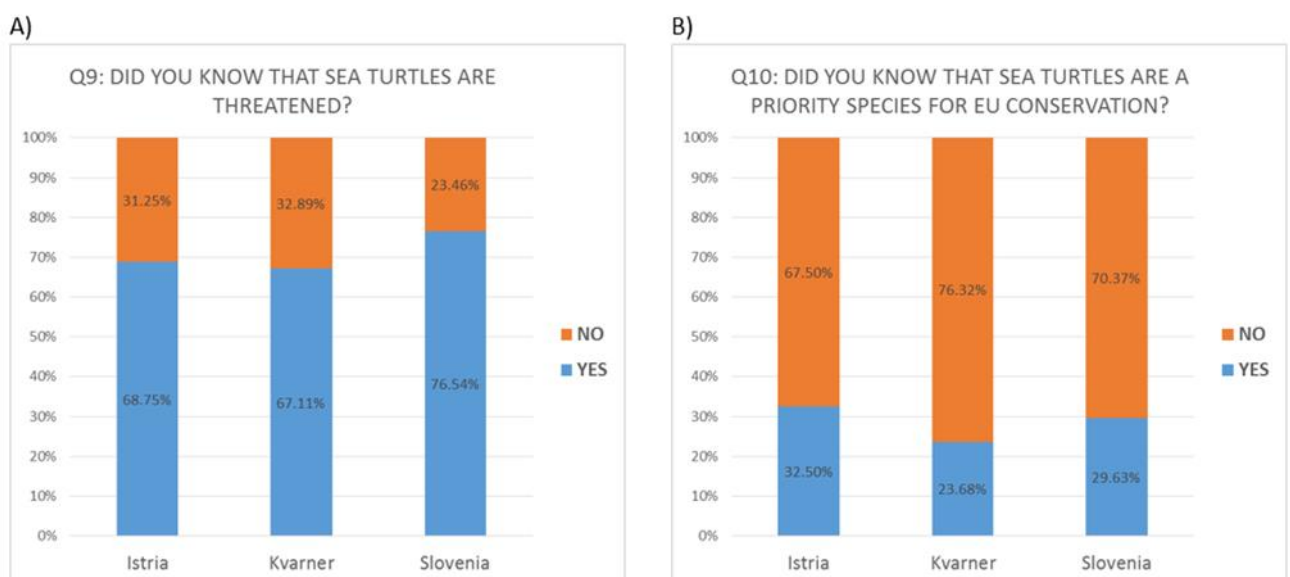 A)
Q9: DID YOU KNOW THAT SEA TURTLES ARE
THREATENED?
100%
90%
80%
70%
60%
50%
40%
30%
20%
10%
0%
31.25%
32.89%
23.46%
68.75%
67.11%
76.54%
Istria
Kvarner
Slovenia
NO
YES
B)
Q10: DID YOU KNOW THAT SEA TURTLES ARE A
PRIORITY SPECIES FOR EU CONSERVATION?
100%
90%
80%
70%
60%
50%
40%
30%
20%
10%
0%
67.50%
76.32%
70.37%
32.50%
23.68%
29.63%
Istria
Kvarner
Slovenia
NO
YES